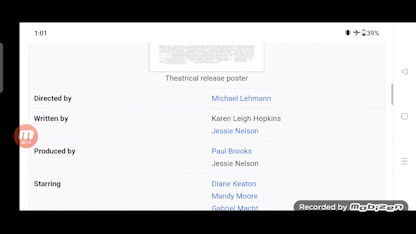 1:01
39%
Theatrical release poster
Directed by Michael Lehmann
Written by Karen Leigh Hopkins
Jessie Nelson
Produced by Paul Brooks
Jessie Nelson
Starring Diane Keaton
Mandy Moore
Gabriel Macht
Recorded by Mobizen